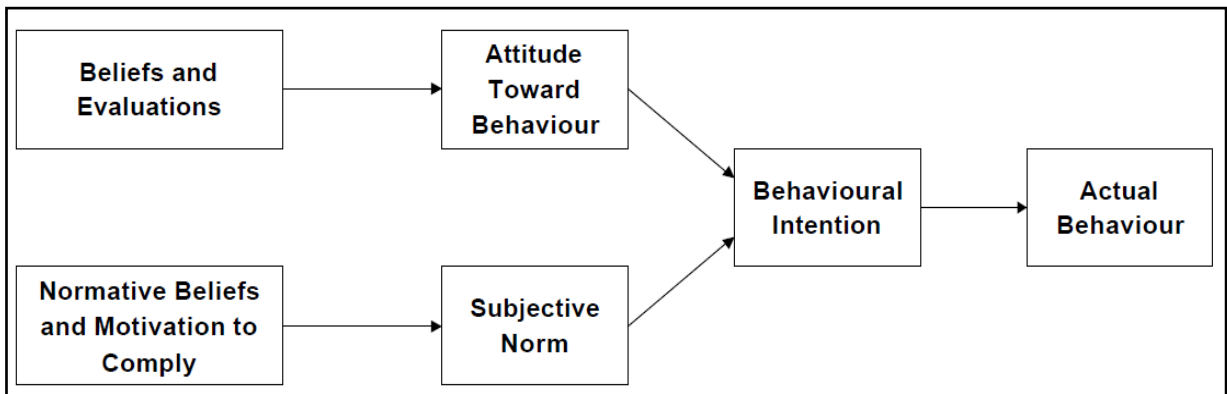 Beliefs and
Evaluations
Attitude
Toward
Behaviour
Behavioural
Intention
Actual
Behaviour
Normative Beliefs
and Motivation to
Comply
Subjective
Norm